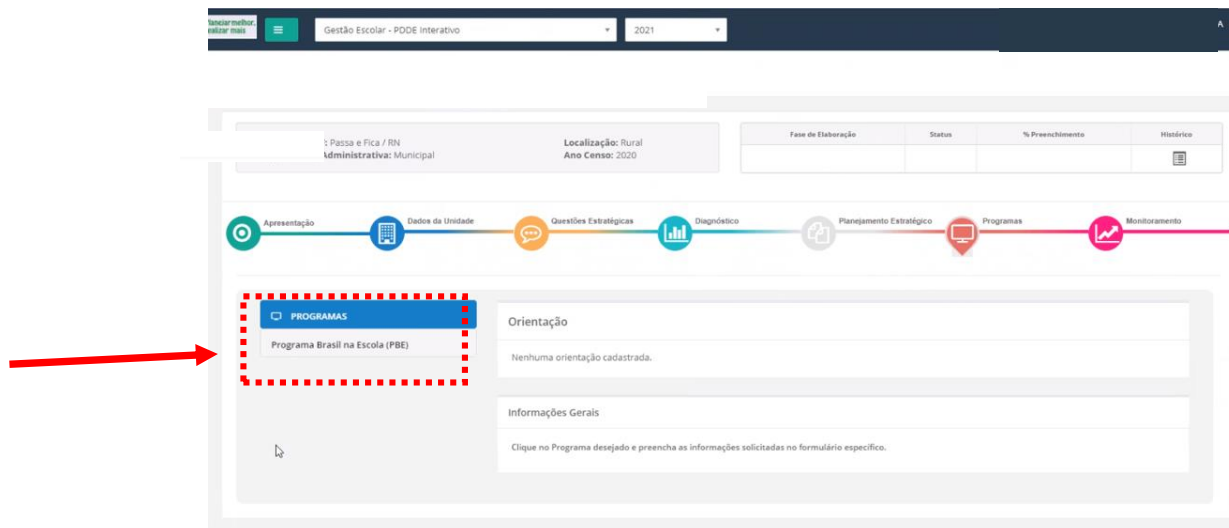 Planejar melhor,
realizar mais
Gestão Escolar - PDDE Interativo
2021
A
Fase de Elaboração Status % Preenchimento Histórico
: Passa e Fica / RN Localização: Rural
Administrativa: Municipal Ano Censo: 2020
Apresentação Dados da Unidade Questões Estratégicas Diagnóstico Planejamento Estratégico Programas Monitoramento
PROGRAMAS
Programa Brasil na Escola (PBE)
Orientação
Nenhuma orientação cadastrada.
Informações Gerais
Clique no Programa desejado e preencha as informações solicitadas no formulário específico.